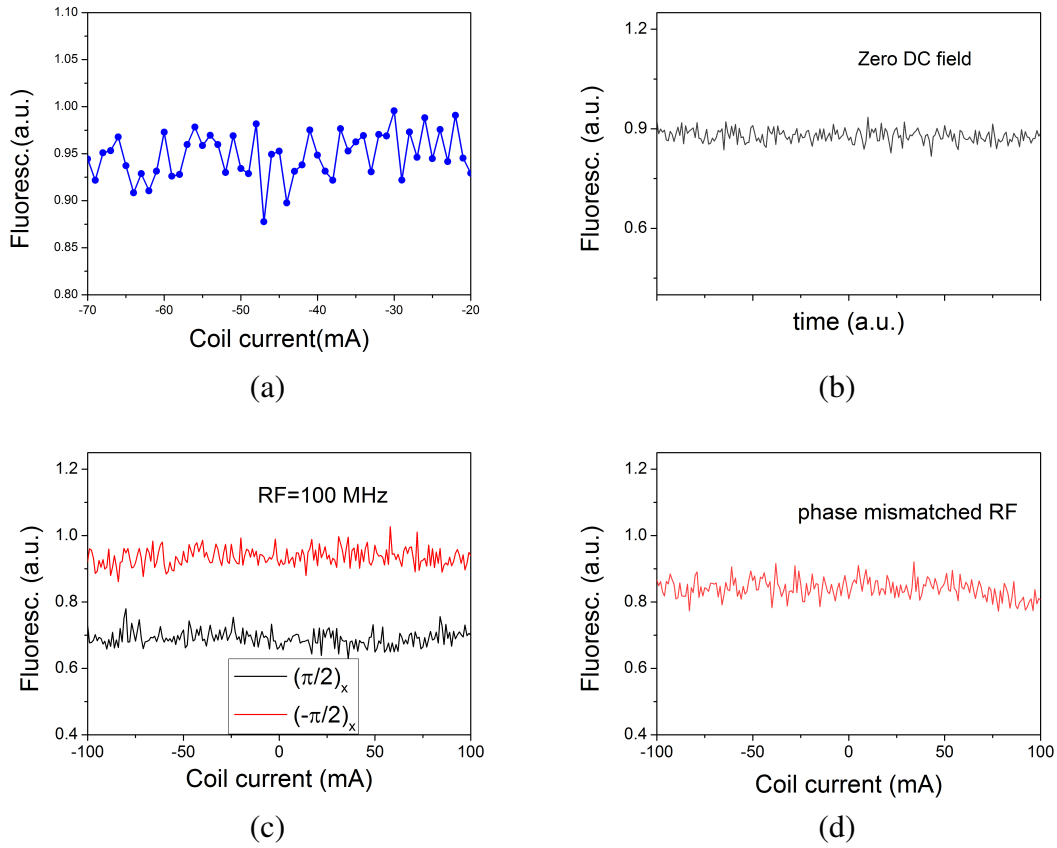 1.10
1.05
1.00
0.95
0.90
0.85
0.80
Fluoresc.(a.u.)
-70 -60 -50 -40 -30 -20
Coil current(mA)
(a)
1.2
0.9
0.6
Fluoresc. (a.u.)
Zero DC field
time (a.u.)
(b)
1.2
1.0
0.8
0.6
0.4
Fluoresc. (a.u.)
RF=100 MHz
(π/2)x
(-π/2)x
-100 -50 0 50 100
Coil current (mA)
(c)
1.2
1.0
0.8
0.6
0.4
Fluoresc. (a.u.)
phase mismatched RF
-100 -50 0 50 100
Coil current (mA)
(d)